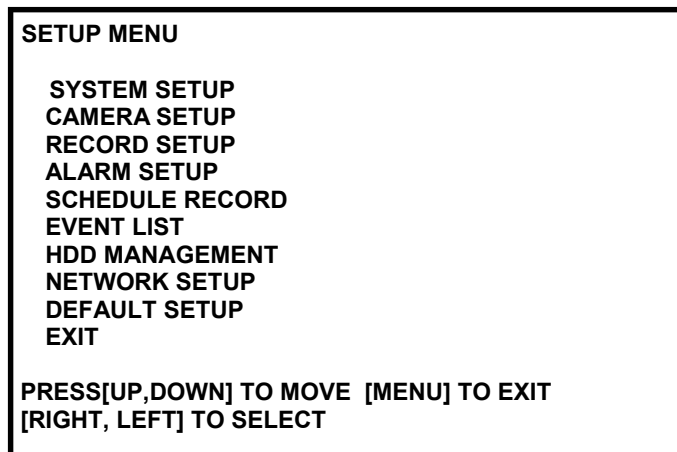 SETUP MENU
SYSTEM SETUP
CAMERA SETUP
RECORD SETUP
ALARM SETUP
SCHEDULE RECORD
EVENT LIST
HDD MANAGEMENT
NETWORK SETUP
DEFAULT SETUP
EXIT
PRESS[UP,DOWN] TO MOVE  [MENU] TO EXIT
[RIGHT, LEFT] TO SELECT